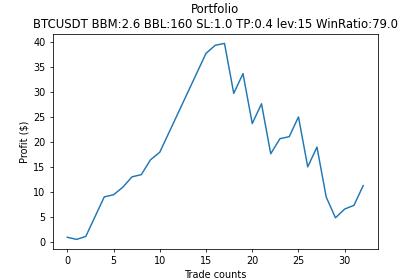 Portfolio
BTCUSDT BBM:2.6 BBL:160 SL:1.0 TP:0.4 lev:15 WinRatio:79.0
40
35
30
25
20
15
10
5
0
Profit ($)
0 5 10 15 20 25 30
Trade counts